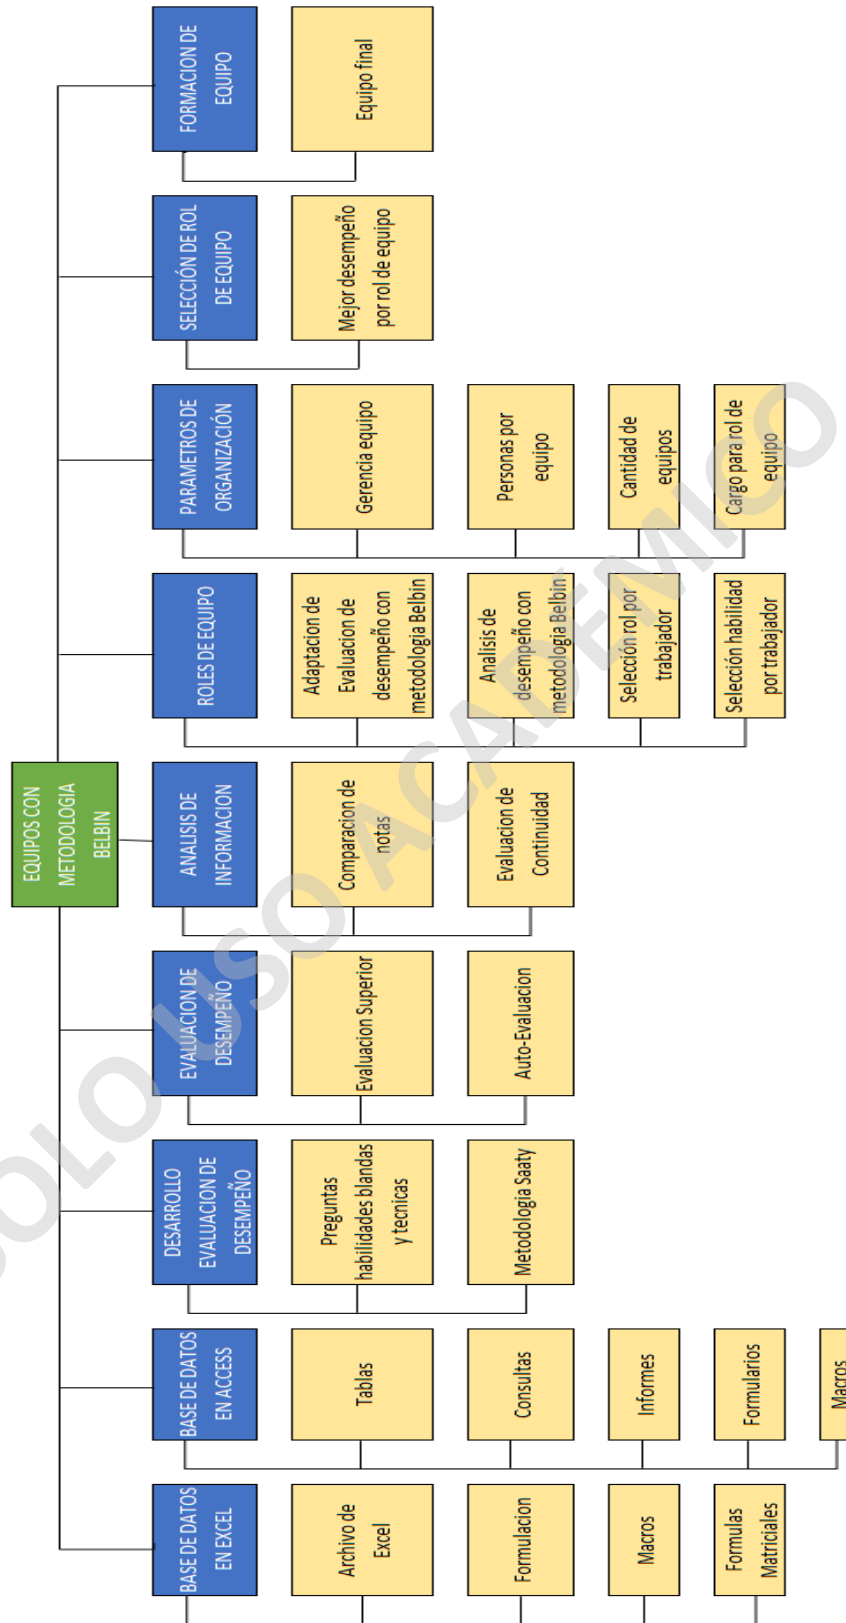 EQUIPOS CON
METODOLOGIA
BELBIN
BASE DE DATOS
EN EXCEL
Archivo de
Excel
Formulacion
Macros
Formulas
Matriciales
BASE DE DATOS
EN ACCESS
Tablas
Consultas
Informes
Formularios
Macros
DESARROLLO
EVALUACION DE
DESEMPEÑO
Preguntas
habilidades blandas
y tecnicas
Metodologia Saaty
EVALUACION DE
DESEMPEÑO
Evaluacion Superior
Auto-Evaluacion
ANALISIS DE
INFORMACION
Comparacion de
notas
Evaluacion de
Continuidad
ROLES DE EQUIPO
Adaptacion de
Evaluacion de
desempeño con
metodologia Belbin
Analisis de
desempeño con
metodologia Belbin
Selección rol por
trabajador
Selección habilidad
por trabajador
PARAMETROS DE
ORGANIZACIÓN
Gerencia equipo
Personas por
equipo
Cantidad de
equipos
Cargo para rol de
equipo
SELECCIÓN DE ROL
DE EQUIPO
Mejor desempeño
por rol de equipo
FORMACION DE
EQUIPO
Equipo final
SOLO USO ACADÉMICO